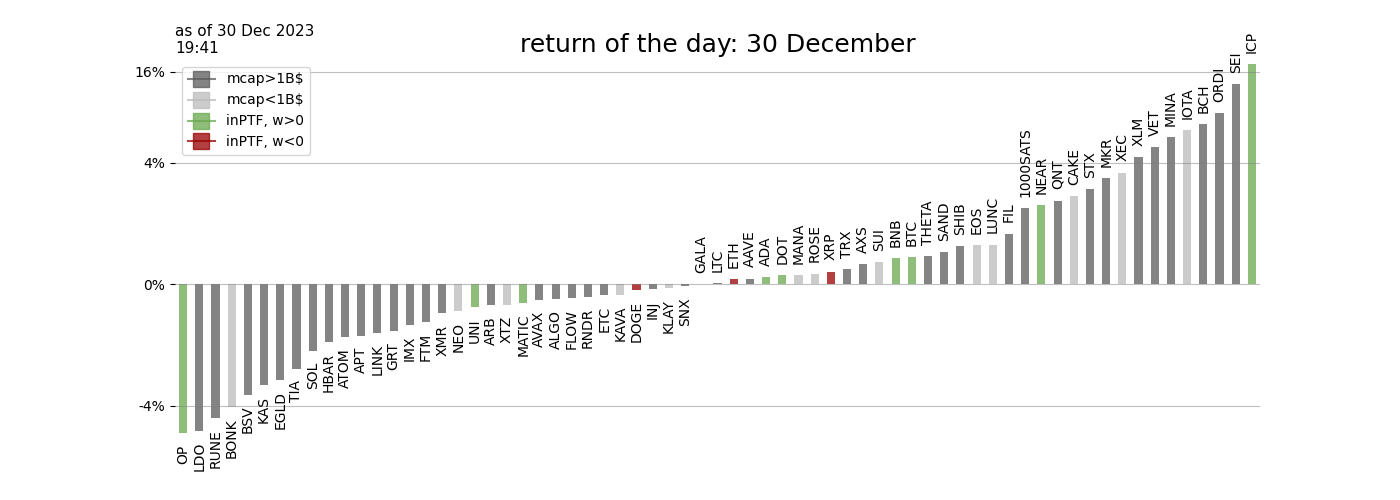 as of 30 Dec 2023
19:41
return of the day: 30 December
mcap>1B$
mcap<1B$
inPTF, w>0
inPTF, w<0
16%
4%
0%
-4%
OP
LDO
RUNE
BONK
BSV
KAS
EGLD
TIA
SOL
HBAR
ATOM
APT
LINK
GRT
IMX
FTM
XMR
NEO
UNI
ARB
XTZ
MATIC
AVAX
ALGO
FLOW
RNDR
ETC
KAVA
DOGE
INJ
KLAY
SNX
GALA
LTC
ETH
AAVE
ADA
DOT
MANA
ROSE
XRP
TRX
AXS
SUI
BNB
BTC
THETA
SAND
SHIB
EOS
LUNC
FIL
1000SATS
NEAR
QNT
CAKE
STX
MKR
XEC
XLM
VET
MINA
IOTA
BCH
ORDI
SEI
ICP